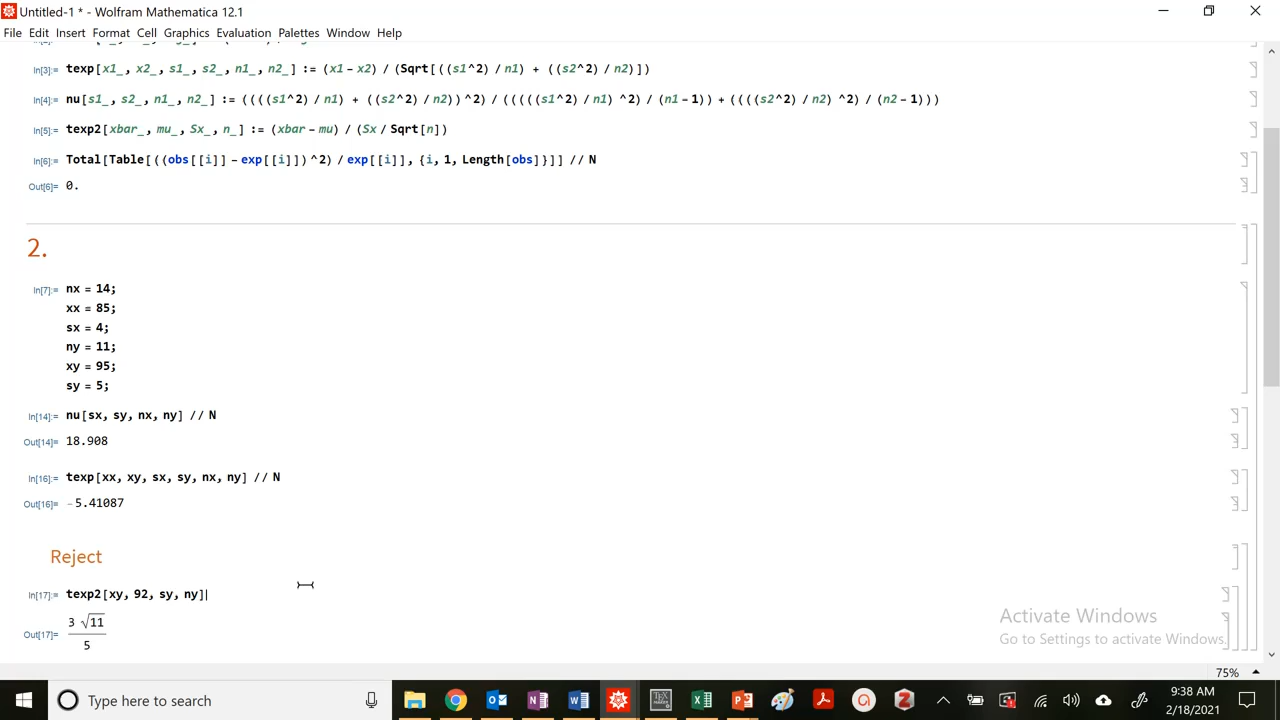 Untitled-1 * - Wolfram Mathematica 12.1
File Edit Insert Format Cell Graphics Evaluation Palettes Window Help
In[3]:= texp[x1_, x2_, s1_, s2_, n1_, n2_] := (x1 - x2) / (Sqrt[((s1^2) / n1) + ((s2^2) / n2)])
In[4]:= nu[s1_, s2_, n1_, n2_] := ((((s1^2) / n1) + ((s2^2) / n2))^2) / (((((s1^2) / n1) ^2) / (n1 - 1)) + ((((s2^2) / n2) ^2) / (n2 - 1)))
In[5]:= texp2[xbar_, mu_, Sx_, n_] := (xbar - mu) / (Sx / Sqrt[n])
In[6]:= Total[Table[((obs[[i]] - exp[[i]])^2) / exp[[i]], {i, 1, Length[obs]}]] // N
Out[6]= 0.
2.
In[7]:= nx = 14;
xx = 85;
sx = 4;
ny = 11;
xy = 95;
sy = 5;
In[14]:= nu[sx, sy, nx, ny] // N
Out[14]= 18.908
In[16]:= texp[xx, xy, sx, sy, nx, ny] // N
Out[16]= -5.41087
Reject
In[17]:= texp2[xy, 92, sy, ny]
3 √11
Out[17]=
5
Activate Windows
Go to Settings to activate Windows.
75%
Type here to search
9:38 AM
2/18/2021